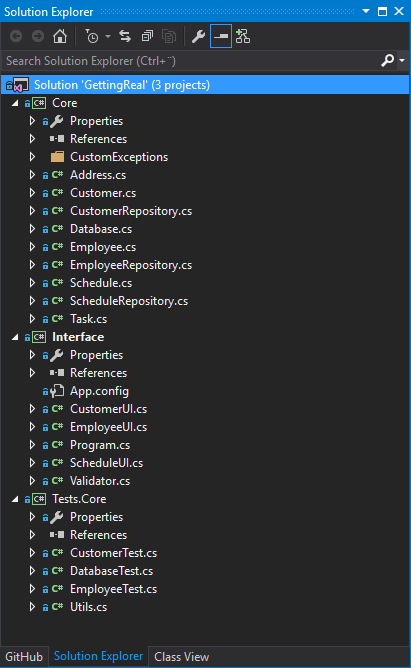 Solution Explorer
Search Solution Explorer (Ctrl+¨)
Solution 'GettingReal' (3 projects)
C# Core
Properties
References
CustomExceptions
C# Address.cs
C# Customer.cs
C# CustomerRepository.cs
C# Database.cs
C# Employee.cs
C# EmployeeRepository.cs
C# Schedule.cs
C# ScheduleRepository.cs
C# Task.cs
C# Interface
Properties
References
App.config
C# CustomerUI.cs
C# EmployeeUI.cs
C# Program.cs
C# ScheduleUI.cs
C# Validator.cs
C# Tests.Core
Properties
References
C# CustomerTest.cs
C# DatabaseTest.cs
C# EmployeeTest.cs
C# Utils.cs
GitHub Solution Explorer Class View